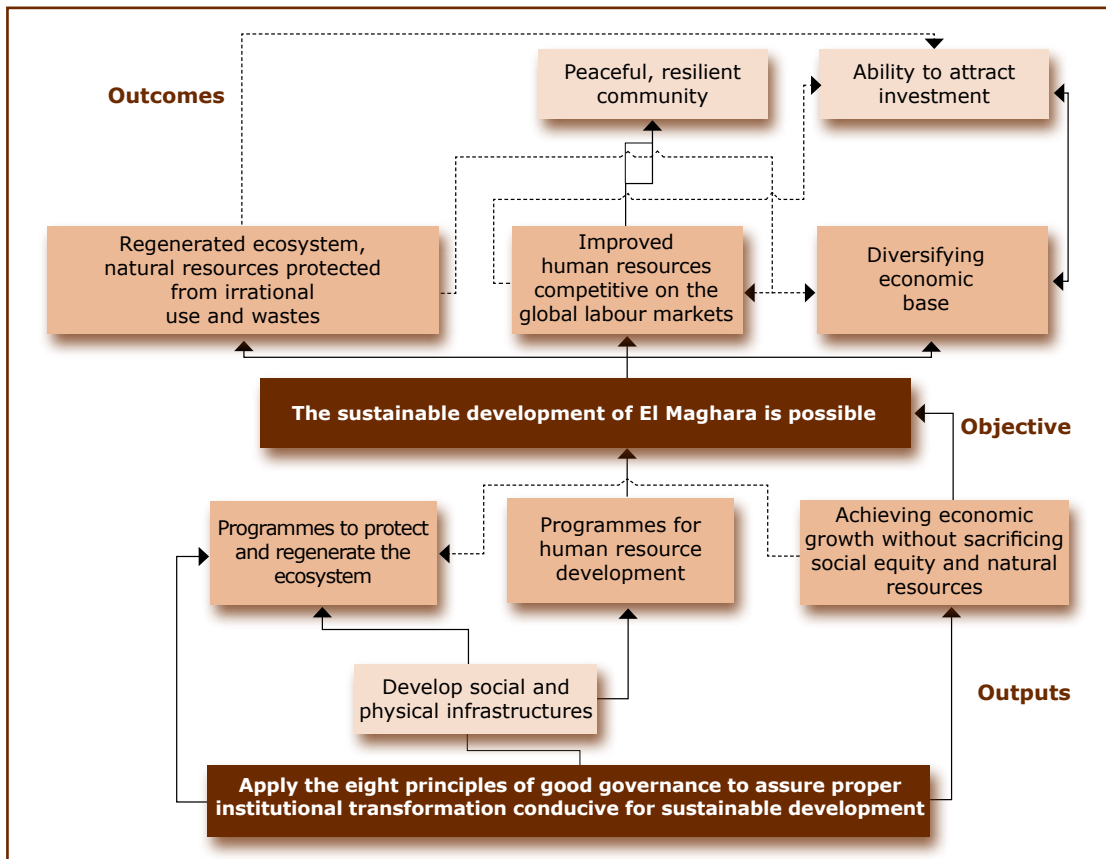 Outcomes
Peaceful, resilient
community
Ability to attract
investment
Regenerated ecosystem,
natural resources protected
from irrational
use and wastes
Improved
human resources
competitive on the
global labour markets
Diversifying
economic
base
The sustainable development of El Maghara is possible
Objective
Programmes to protect
and regenerate the
ecosystem
Programmes for
human resource
development
Achieving economic
growth without sacrificing
social equity and natural
resources
Develop social and
physical infrastructures
Outputs
Apply the eight principles of good governance to assure proper
institutional transformation conducive for sustainable development